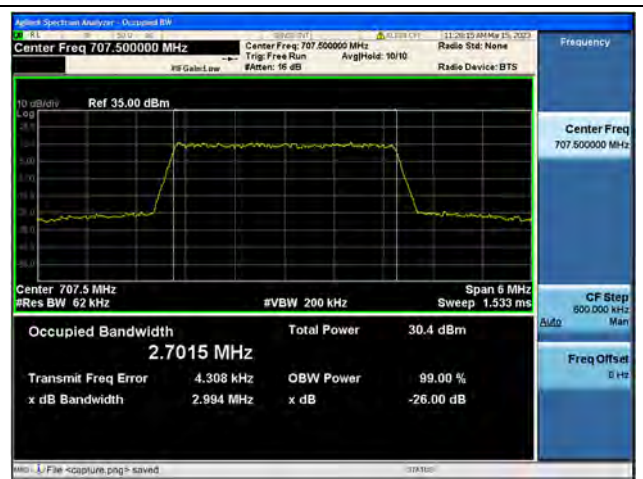 Agilent Spectrum Analyzer - Occupied BW
RL
11:28:15 AM Mar 15, 2023
Center Freq 707.500000 MHz
Center Freq: 707.500000 MHz
Radio Std: None
Trig: Free Run
Avg|Hold: 10/10
#IFGain:Low
#Atten: 16 dB
Radio Device: BTS
10 dB/div
Ref 35.00 dBm
Log
Center 707.5 MHz
Span 6 MHz
#Res BW 62 kHz
#VBW 200 kHz
Sweep 1.533 ms
Occupied Bandwidth
Total Power
30.4 dBm
2.7015 MHz
Transmit Freq Error
4.308 kHz
OBW Power
99.00 %
x dB Bandwidth
2.994 MHz
x dB
-26.00 dB
File <capture.png> saved
STATUS
Frequency
Center Freq
707.500000 MHz
CF Step
600.000 kHz
Auto
Man
Freq Offset
0 Hz